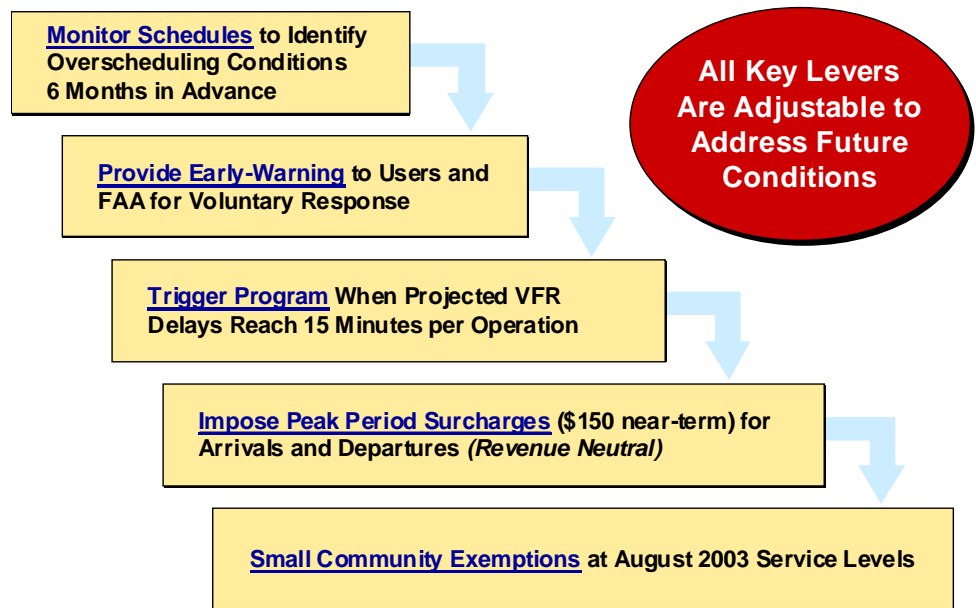 Monitor Schedules to Identify
Overscheduling Conditions
6 Months in Advance
All Key Levers
Are Adjustable to
Address Future
Conditions
Provide Early-Warning to Users and
FAA for Voluntary Response
Trigger Program When Projected VFR
Delays Reach 15 Minutes per Operation
Impose Peak Period Surcharges ($150 near-term) for
Arrivals and Departures (Revenue Neutral)
Small Community Exemptions at August 2003 Service Levels